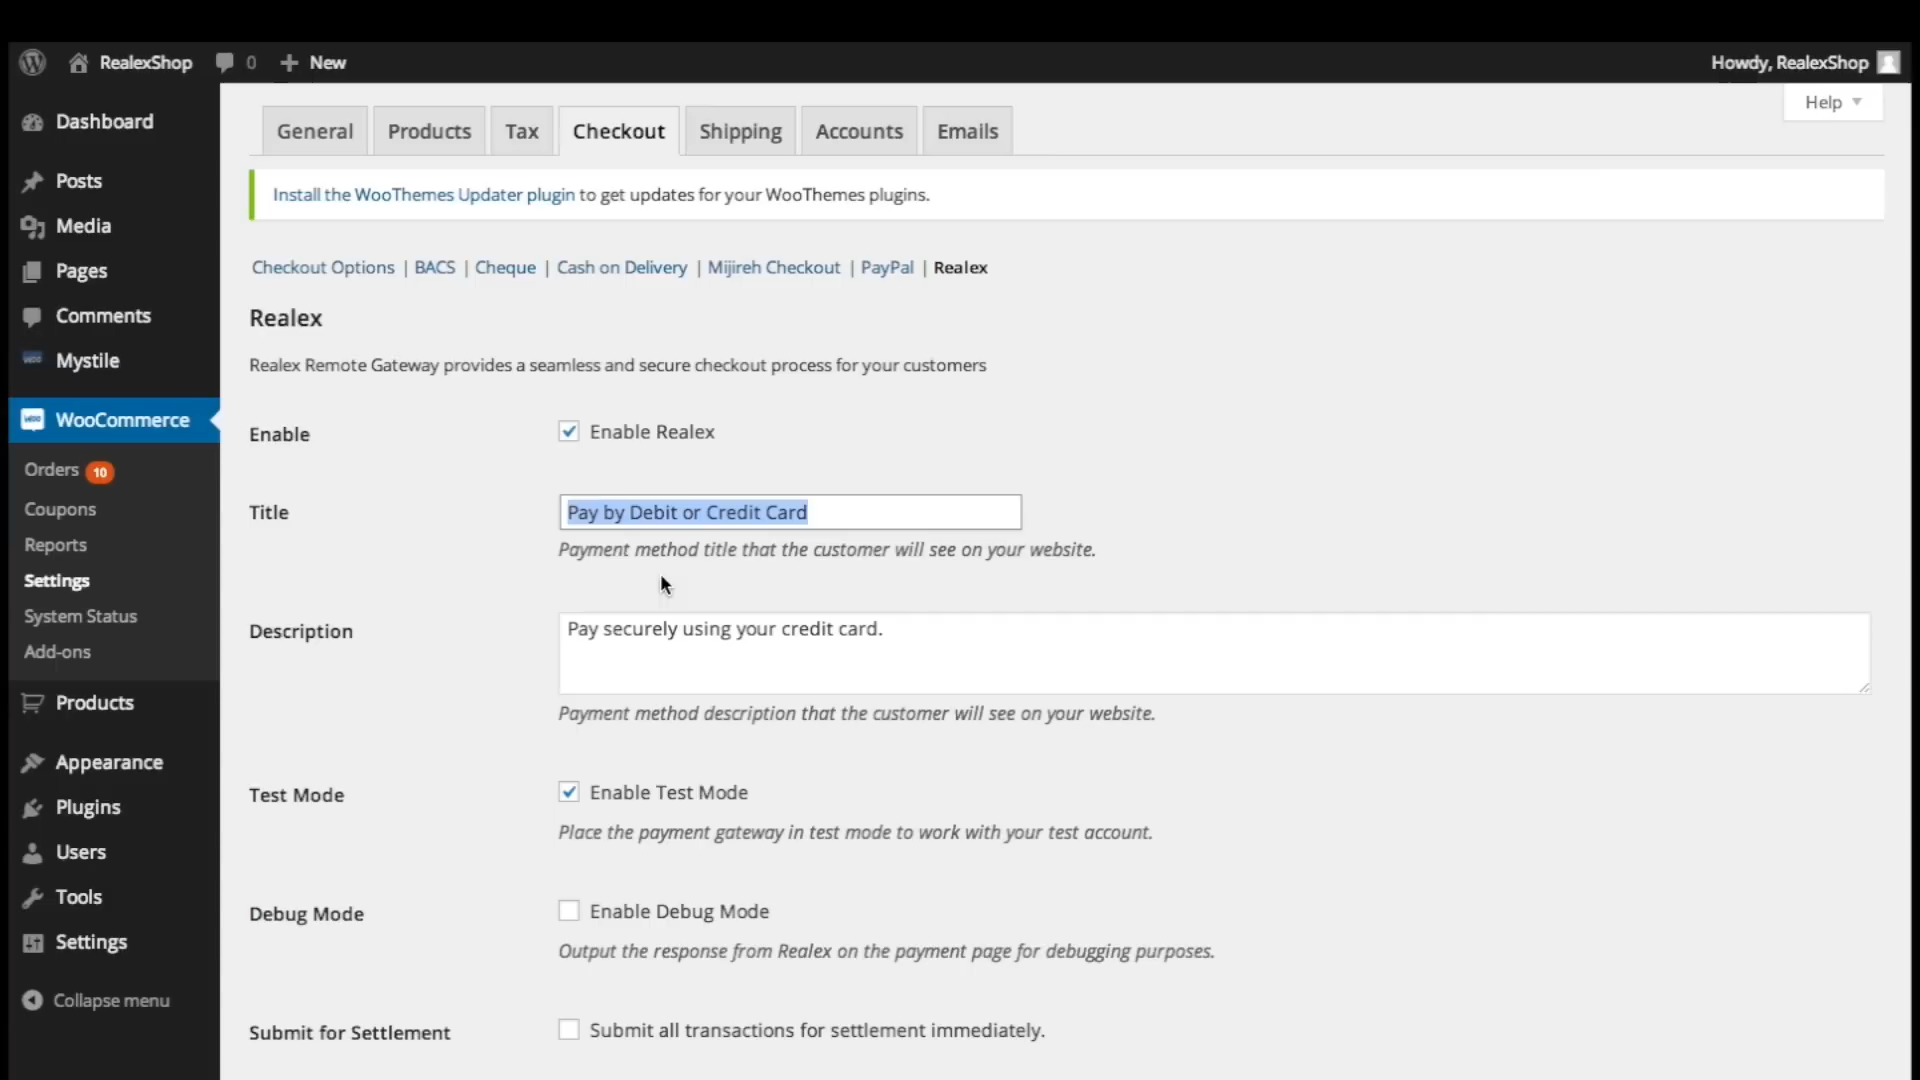 RealexShop 0 New Howdy, RealexShop
Help
Dashboard
Posts
Media
Pages
Comments
Mystile
WooCommerce
Orders 10
Coupons
Reports
Settings
System Status
Add-ons
Products
Appearance
Plugins
Users
Tools
Settings
Collapse menu
General Products Tax Checkout Shipping Accounts Emails
Install the WooThemes Updater plugin to get updates for your WooThemes plugins.
Checkout Options | BACS | Cheque | Cash on Delivery | Mijireh Checkout | PayPal | Realex
Realex
Realex Remote Gateway provides a seamless and secure checkout process for your customers
Enable Enable Realex
Title Pay by Debit or Credit Card
Payment method title that the customer will see on your website.
Description Pay securely using your credit card.
Payment method description that the customer will see on your website.
Test Mode Enable Test Mode
Place the payment gateway in test mode to work with your test account.
Debug Mode Enable Debug Mode
Output the response from Realex on the payment page for debugging purposes.
Submit for Settlement Submit all transactions for settlement immediately.